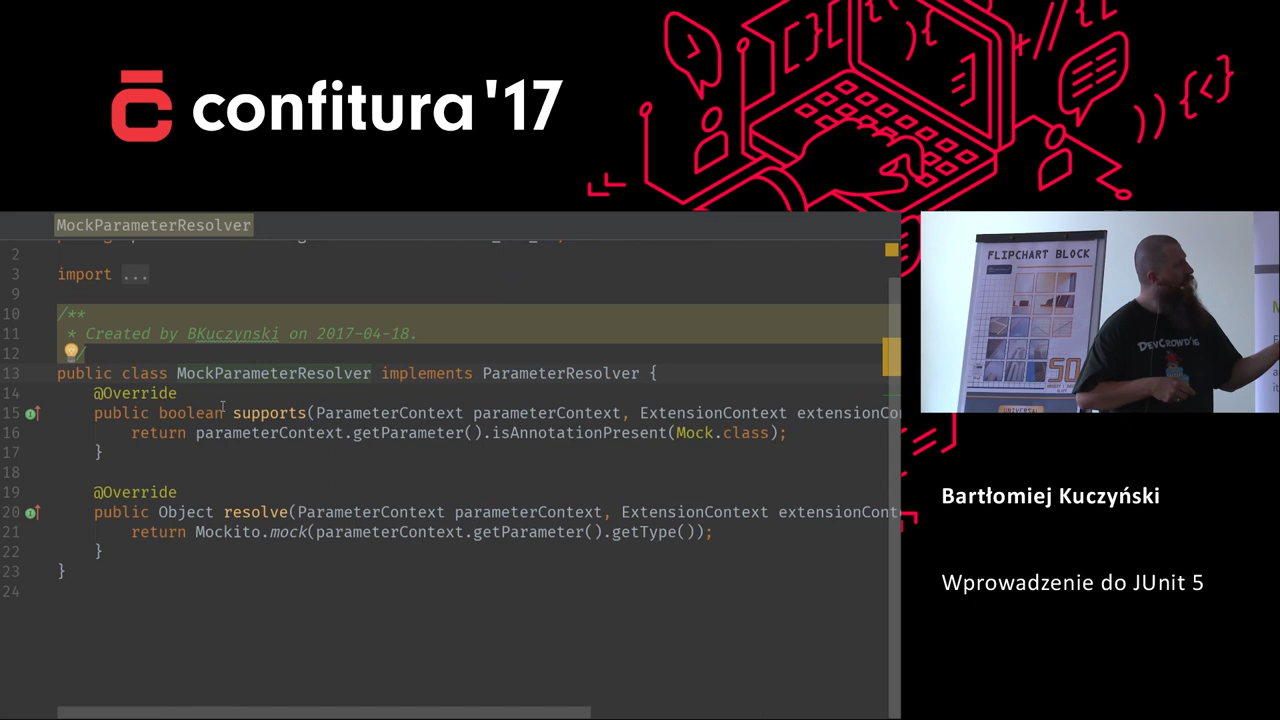 confitura '17
MockParameterResolver
2
3 import ...
9
10 /**
11 * Created by BKuczynski on 2017-04-18.
12 /
13 public class MockParameterResolver implements ParameterResolver {
14 @Override
15 public boolean supports(ParameterContext parameterContext, ExtensionContext extensionCo
16 return parameterContext.getParameter().isAnnotationPresent(Mock.class);
17 }
18
19 @Override
20 public Object resolve(ParameterContext parameterContext, ExtensionContext extensionCont
21 return Mockito.mock(parameterContext.getParameter().getType());
22 }
23 }
24
FLIPCHART BLOCK
50
UNIVERSAL
DEVCROWD'16
Bartłomiej Kuczyński
Wprowadzenie do JUnit 5